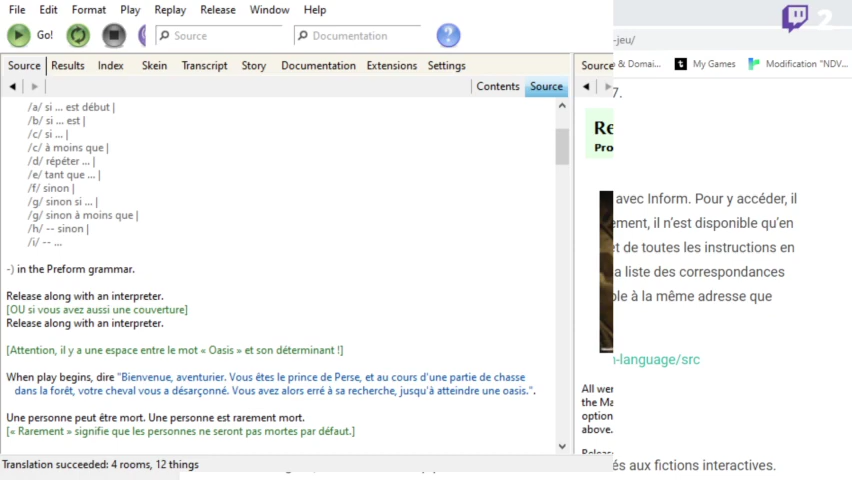 File Edit Format Play Replay Release Window Help
Go! Source Documentation
Source Results Index Skein Transcript Story Documentation Extensions Settings
Contents Source
/a/ si ... est début |
/b/ si ... est |
/c/ si ... |
/c/ à moins que |
/d/ répéter ... |
/e/ tant que ... |
/f/ sinon |
/g/ sinon si ... |
/g/ sinon à moins que |
/h/ -- sinon |
/i/ -- ...
-) in the Preform grammar.
Release along with an interpreter.
[OU si vous avez aussi une couverture]
Release along with an interpreter.
[Attention, il y a une espace entre le mot « Oasis » et son déterminant !]
When play begins, dire "Bienvenue, aventurier. Vous êtes le prince de Perse, et au cours d'une partie de chasse
dans la forêt, votre cheval vous a désarçonné. Vous avez alors erré à sa recherche, jusqu'à atteindre une oasis.".
Une personne peut être mort. Une personne est rarement mort.
[« Rarement » signifie que les personnes ne seront pas mortes par défaut.]
Translation succeeded: 4 rooms, 12 things
2
-jeu/
& Domai... My Games Modification "NDV...
Source
7.
Re
Pro
avec Inform. Pour y accéder, il
ement, il n'est disponible qu'en
et de toutes les instructions en
a liste des correspondances
ble à la même adresse que
-language/src
All wer
the Ma
option
above.
Releas
és aux fictions interactives.